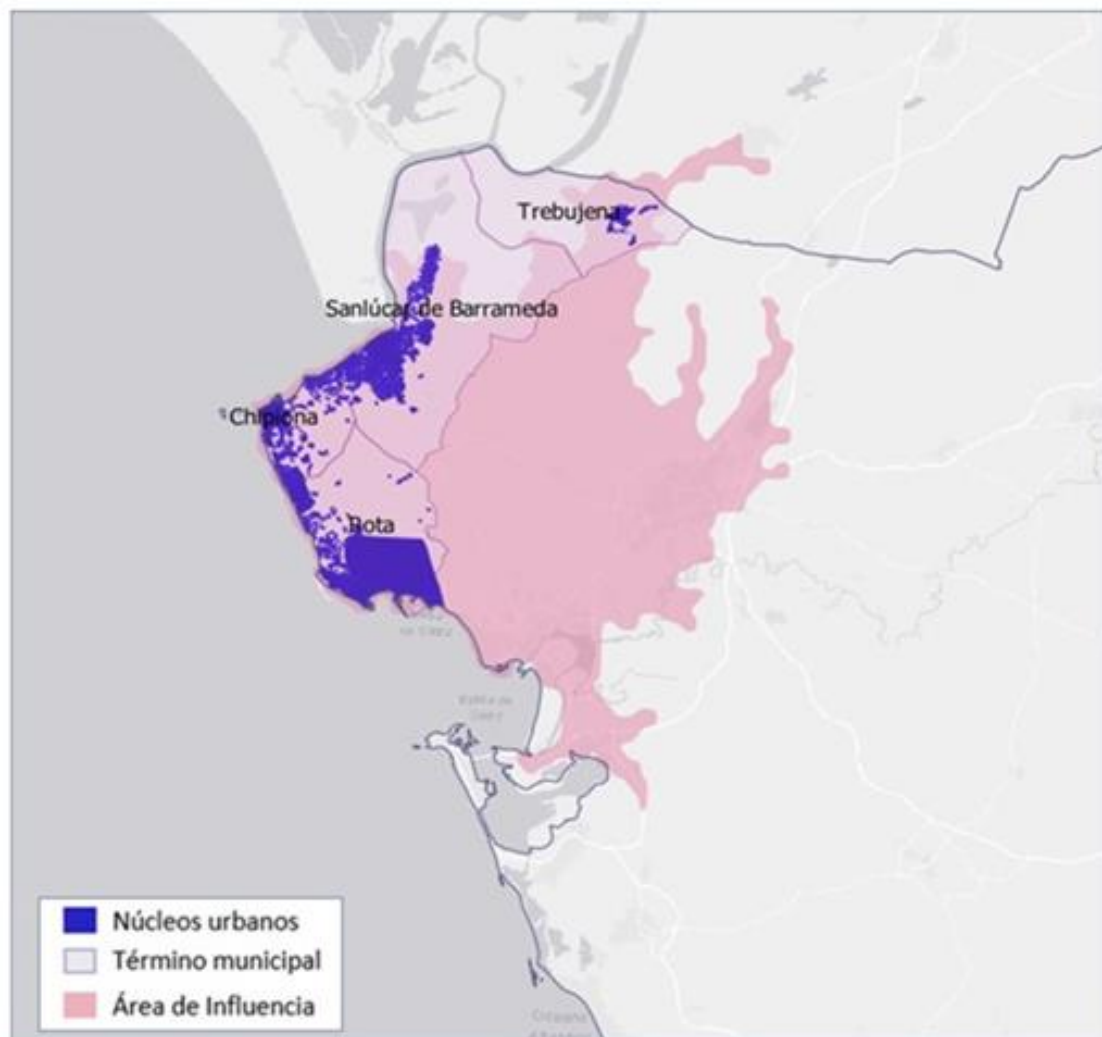 Trebujena
Sanlúcar de Barrameda
Chipiona
Rota
Núcleos urbanos
Término municipal
Área de Influencia